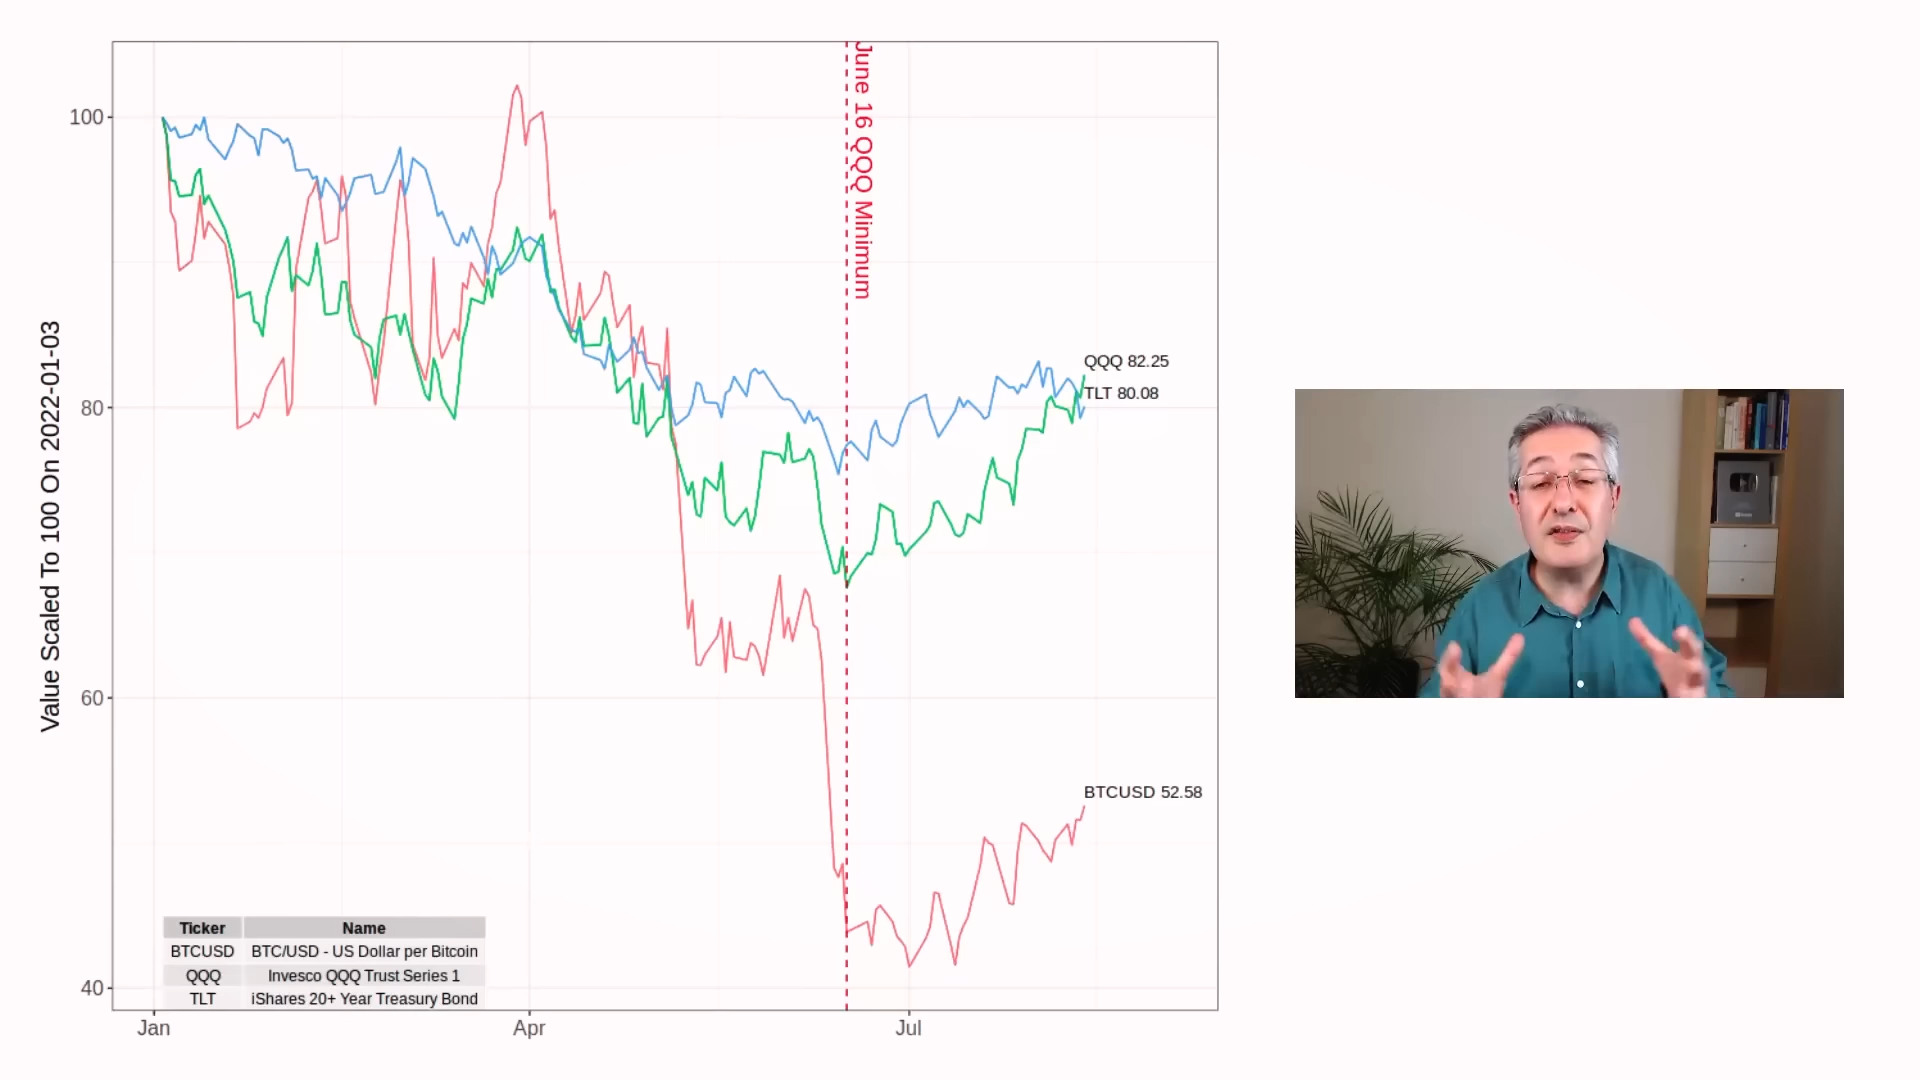 Value Scaled To 100 On 2022-01-03
100
80
60
40
Jan
Apr
Jul
June 16 QQQ Minimum
QQQ 82.25
TLT 80.08
BTCUSD 52.58
Ticker Name
BTCUSD BTC/USD - US Dollar per Bitcoin
QQQ Invesco QQQ Trust Series 1
TLT iShares 20+ Year Treasury Bond